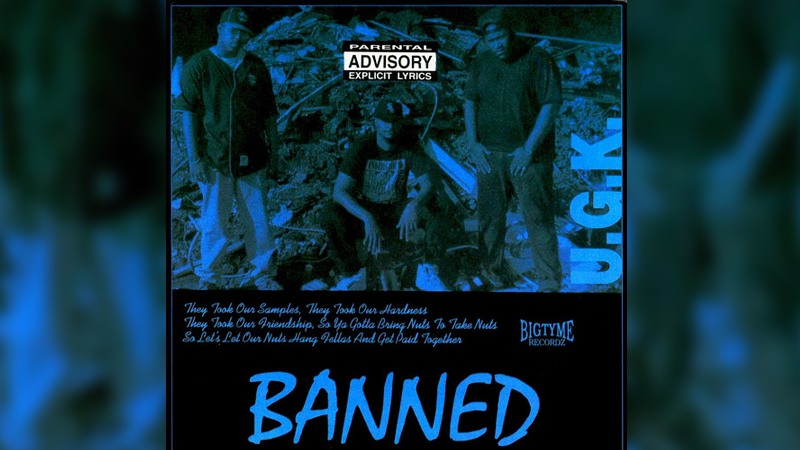 PARENTAL
ADVISORY
EXPLICIT LYRICS
U.G.K.
They Took Our Samples, They Took Our Hardness
They Took Our Friendship, So Ya Gotta Bring Nuts To Take Nuts
So Let's Let Our Nuts Hang Fellas And Get Paid Together
BIGTYME
RECORDZ
BANNED